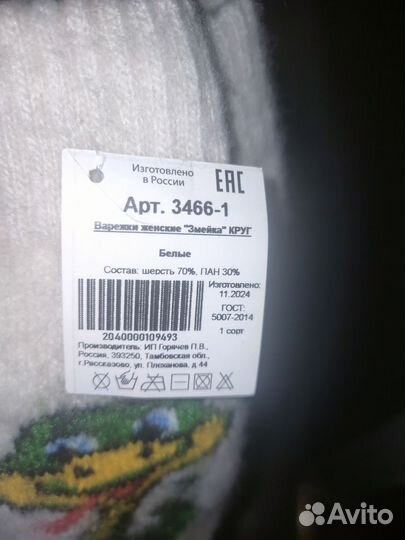 Изготовлено
в России
ЕАС
Арт. 3466-1
Варежки женские "Змейка" КРУГ
Белые
Состав: шерсть 70%, ПАН 30%
Изготовлено:
11.2024
ГОСТ:
5007-2014
1 сорт
2040000109493
Производитель: ИП Горячев П.В.,
Россия, 393250, Тамбовская обл.,
г.Рассказово, ул. Плеханова, д.44
Avito